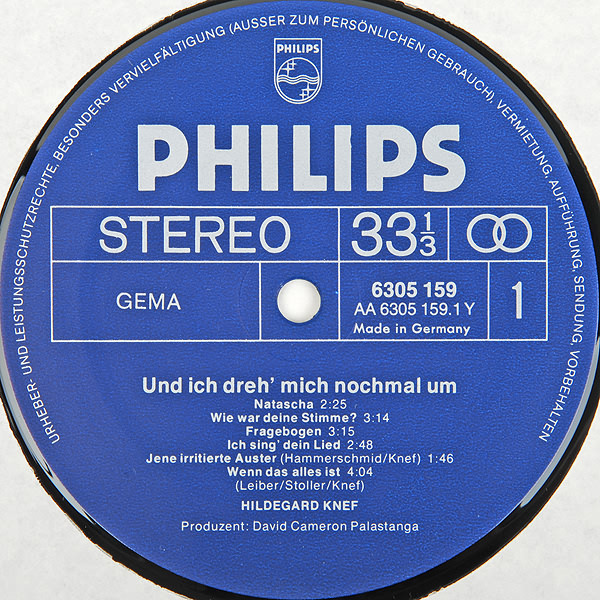 URHEBER- UND LEISTUNGSSCHUTZRECHTE, BESONDERS VERVIELFÄLTIGUNG (AUSSER ZUM PERSÖNLICHEN GEBRAUCH), VERMIETUNG, AUFFÜHRUNG, SENDUNG, VORBEHALTEN
PHILIPS
PHILIPS
STEREO
33 1/3
GEMA
6305 159
AA 6305 159.1 Y
Made in Germany
1
Und ich dreh' mich nochmal um
Natascha 2:25
Wie war deine Stimme? 3:14
Fragebogen 3:15
Ich sing' dein Lied 2:48
Jene irritierte Auster (Hammerschmid/Knef) 1:46
Wenn das alles ist 4:04
(Leiber/Stoller/Knef)
HILDEGARD KNEF
Produzent: David Cameron Palastanga